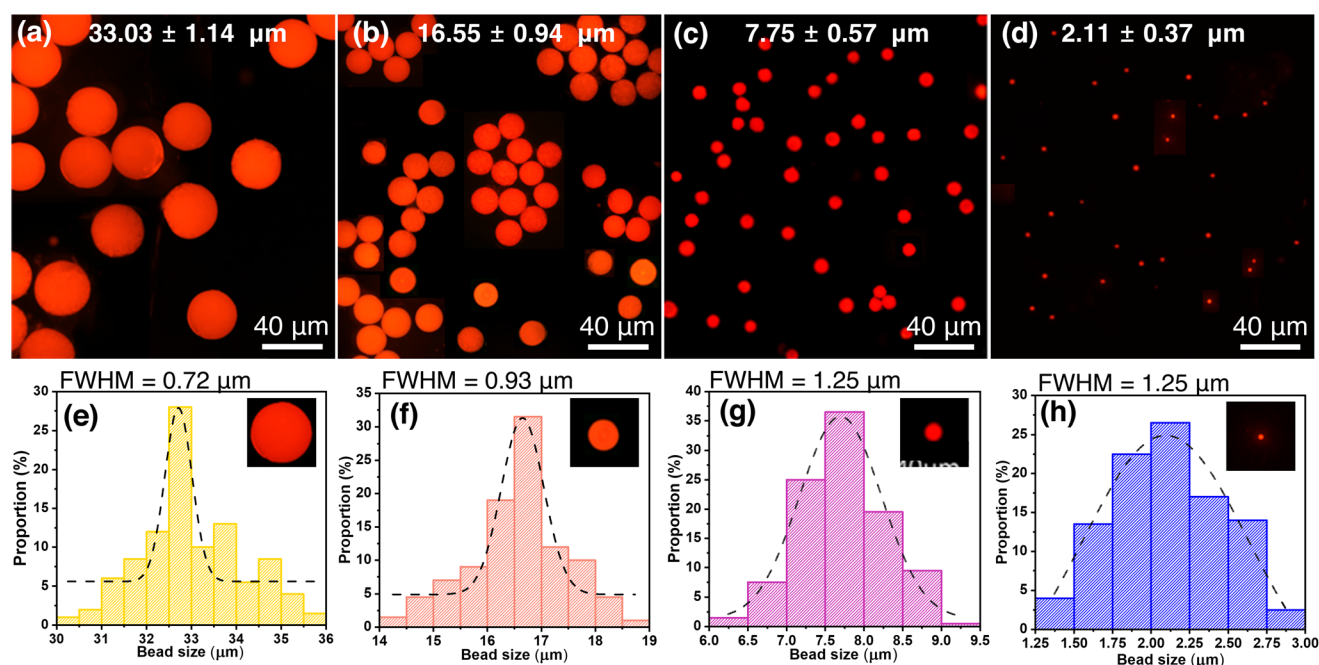 (a) 33.03 ± 1.14 µm
(b) 16.55 ± 0.94 µm
(c) 7.75 ± 0.57 µm
(d) 2.11 ± 0.37 µm
40 µm
40 µm
40 µm
40 µm
FWHM = 0.72 µm
(e)
Proportion (%)
30
25
20
15
10
5
0
30 31 32 33 34 35 36
Bead size (µm)
FWHM = 0.93 µm
(f)
Proportion (%)
35
30
25
20
15
10
5
0
14 15 16 17 18 19
Bead size (µm)
FWHM = 1.25 µm
(g)
Proportion (%)
40
35
30
25
20
15
10
5
0
6.0 6.5 7.0 7.5 8.0 8.5 9.0 9.5
Bead size (µm)
FWHM = 1.25 µm
(h)
Proportion (%)
30
25
20
15
10
5
0
1.25 1.50 1.75 2.00 2.25 2.50 2.75 3.00
Bead size (µm)